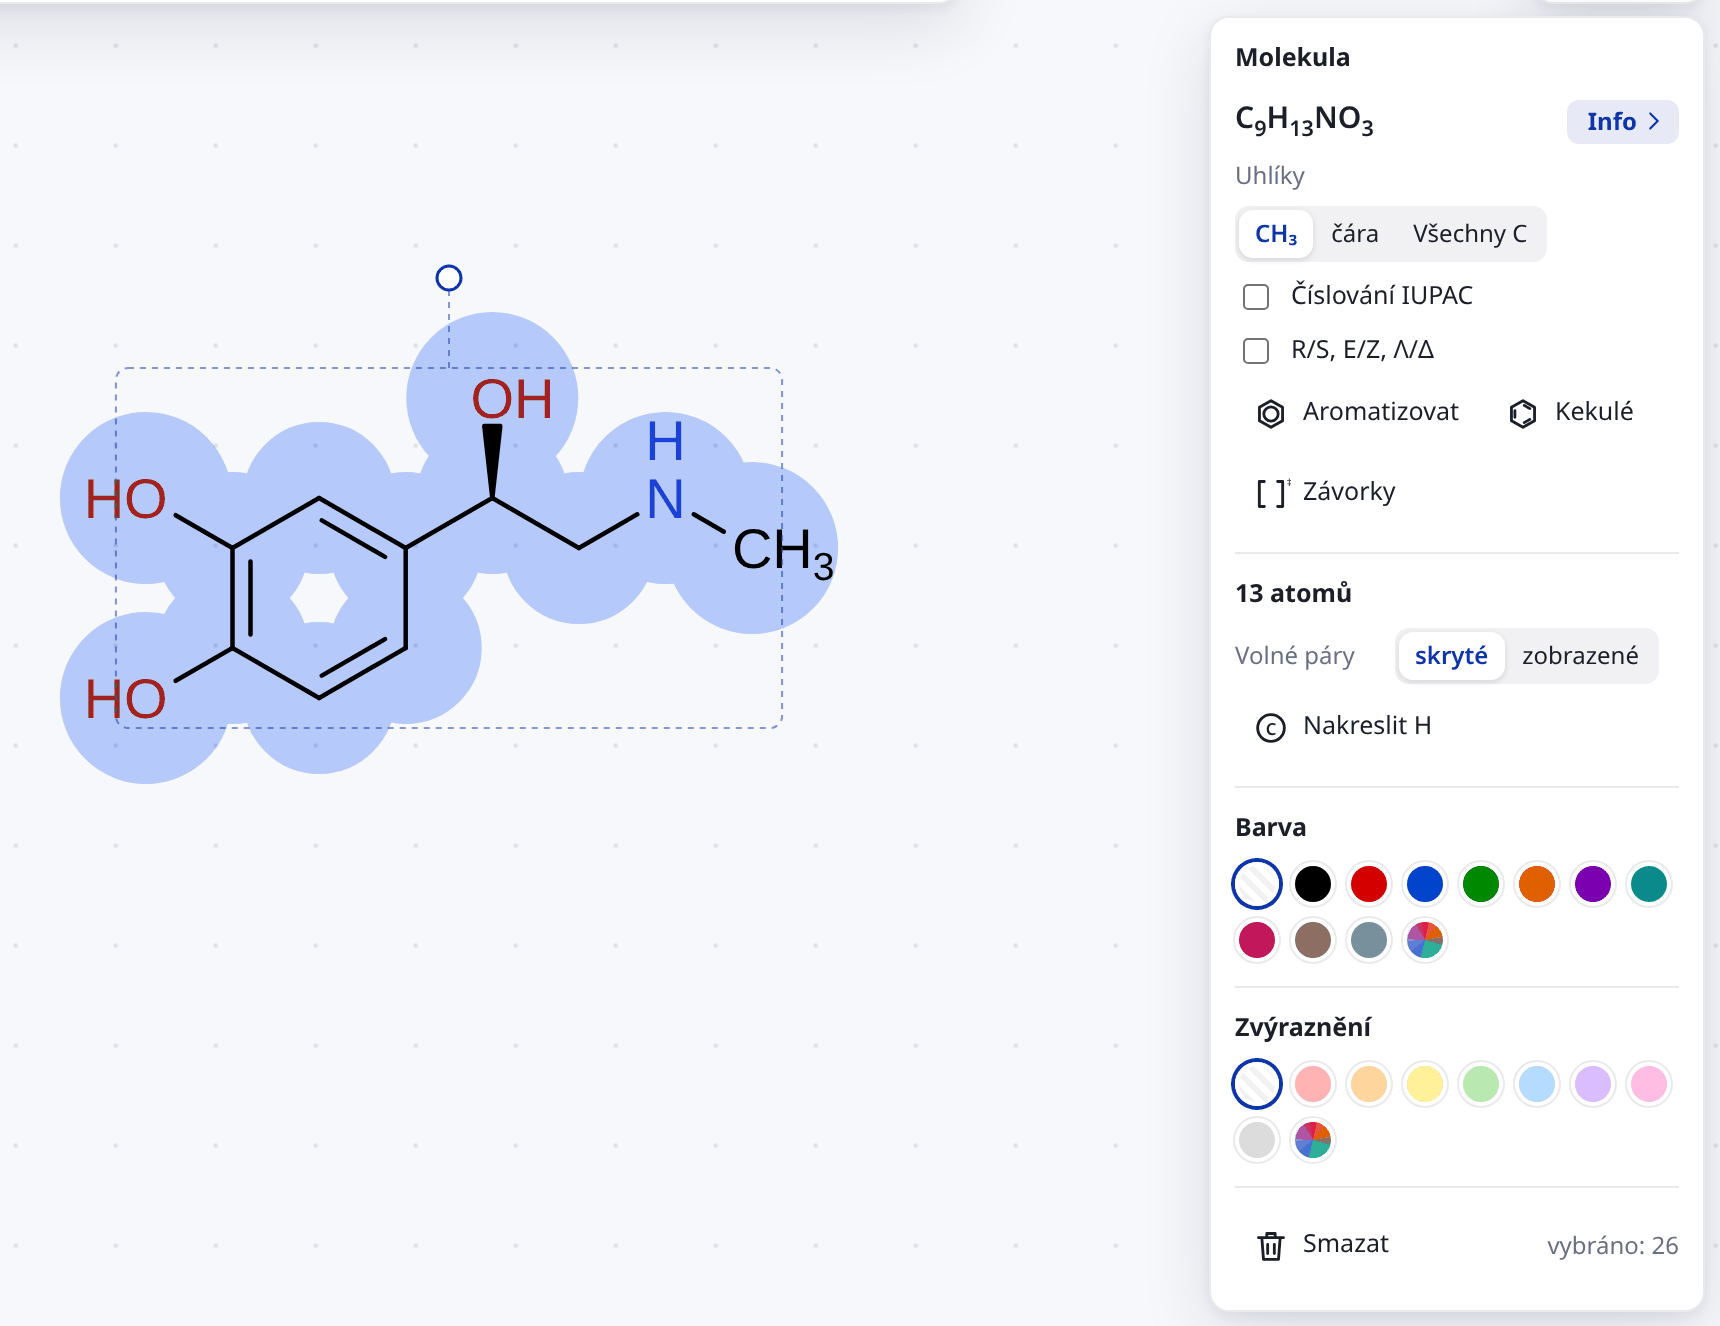 Molekula
C₉H₁₃NO₃
Info
Uhlíky
CH₃ čára Všechny C
Číslování IUPAC
R/S, E/Z, Λ/Δ
Aromatizovat Kekulé
[ ]‡ Závorky
13 atomů
Volné páry skryté zobrazené
C Nakreslit H
Barva
Zvýraznění
Smazat vybráno: 26
OH
H
N
HO
CH₃
HO